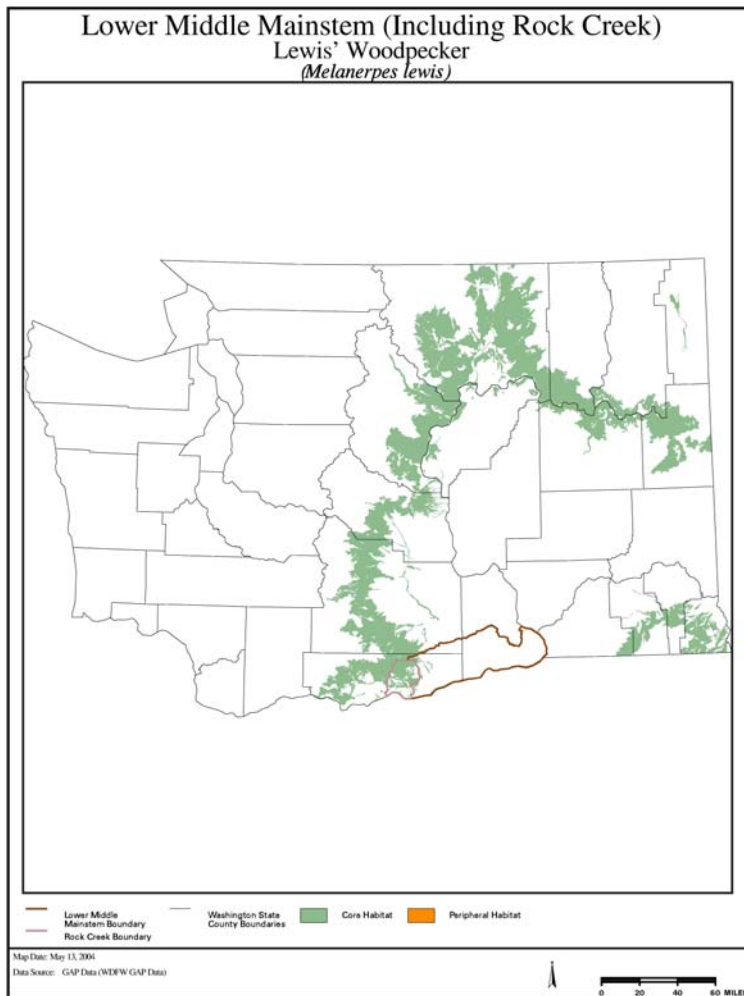 Lower Middle Mainstem (Including Rock Creek)
Lewis' Woodpecker
(Melanerpes lewis)
Lower Middle
Mainstem Boundary
Rock Creek Boundary
Washington State
County Boundaries
Core Habitat
Peripheral Habitat
Map Date: May 13, 2004
Data Source: GAP Data (WDFW GAP Data)
0 20 40 60 MILES